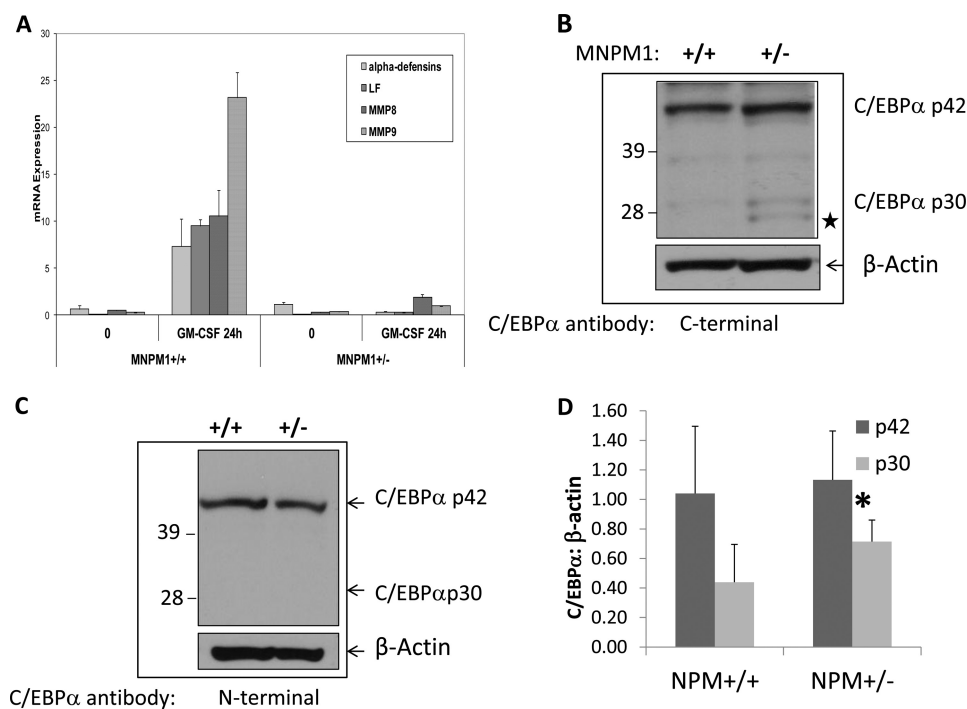 A
mRNA Expression
30
25
20
15
10
5
0
alpha-defensins
LF
MMP8
MMP9
0 GM-CSF 24h 0 GM-CSF 24h
MNPM1+/+ MNPM1+/-
B
MNPM1: +/+ +/-
C/EBPα p42
39
C/EBPα p30
28 ★
β-Actin
C/EBPα antibody: C-terminal
C
+/+ +/-
C/EBPα p42
39
C/EBPαp30
28
β-Actin
C/EBPα antibody: N-terminal
D
C/EBPα: β-actin
1.60
1.40
1.20
1.00
0.80
0.60
0.40
0.20
0.00
p42
p30
*
NPM+/+ NPM+/-